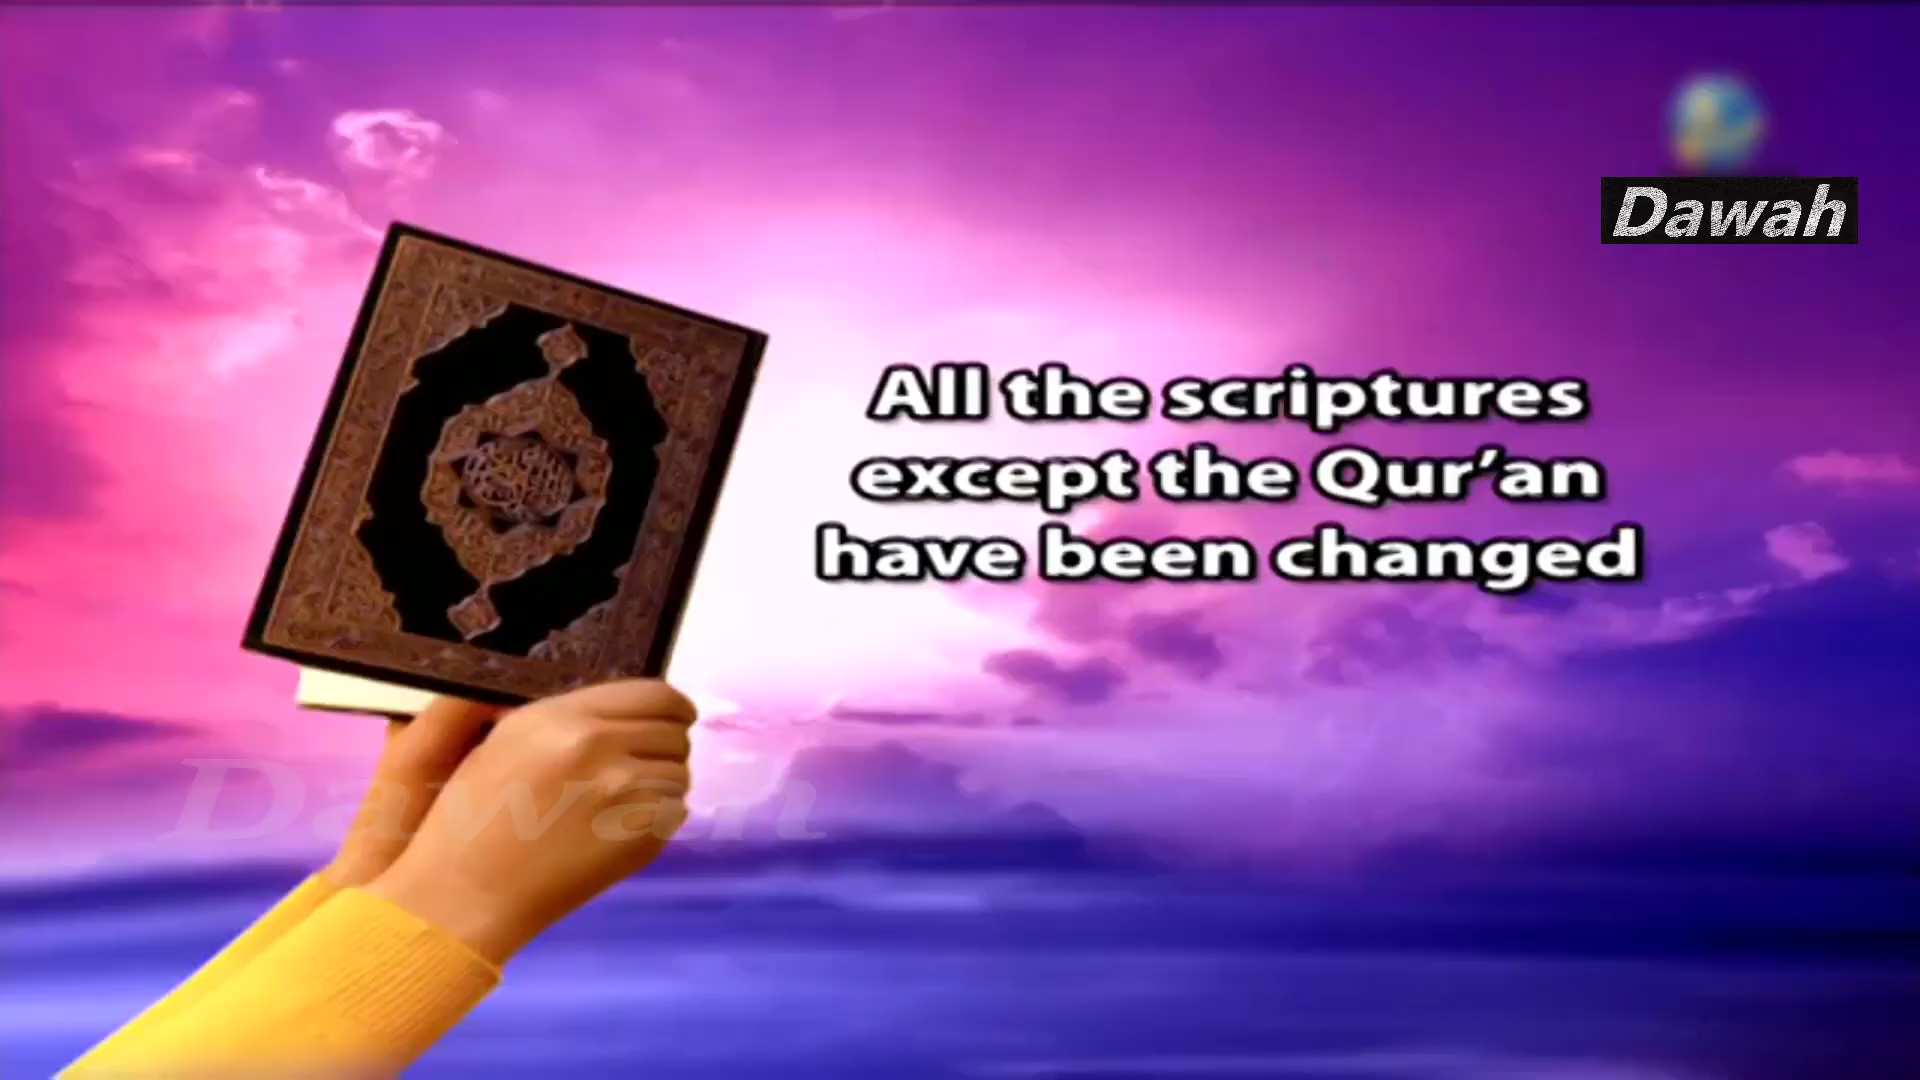 Dawah
All the scriptures
except the Qur’an
have been changed
Dawah